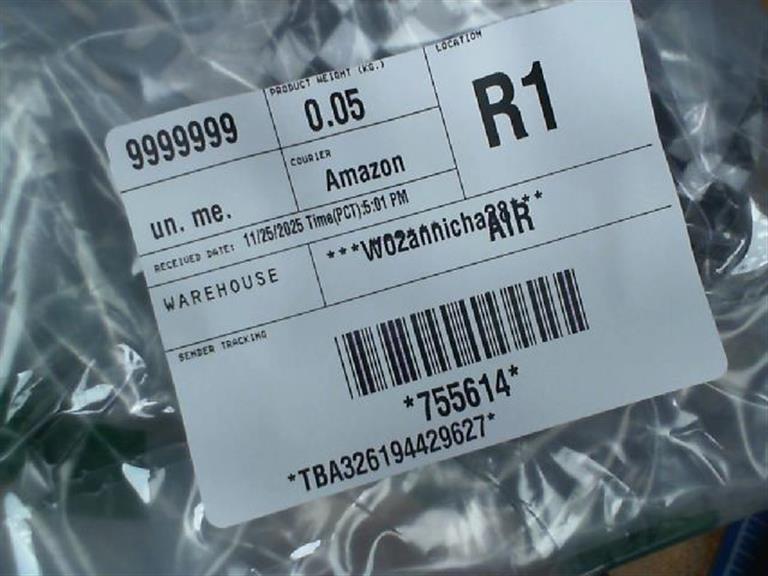 9999999
PRODUCT WEIGHT (KG.)
0.05
LOCATION
R1
un. me.
COURIER
Amazon
RECEIVED DATE: 11/25/2025 Time(PCT):5:01 PM
WAREHOUSE
AIR
SENDER TRACKING
*755614*
*TBA326194429627*